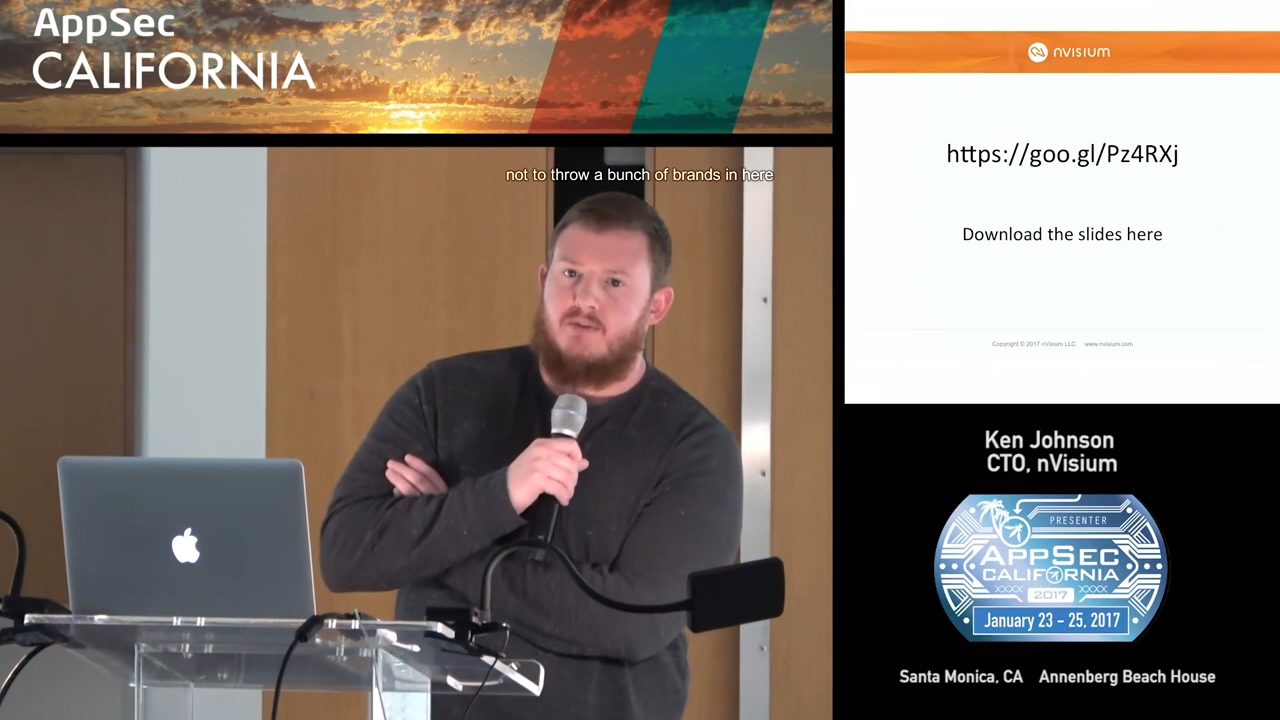 AppSec
CALIFORNIA
not to throw a bunch of brands in here
nvisium
https://goo.gl/Pz4RXj
Download the slides here
Copyright © 2017 nVisium LLC www.nvisium.com
Ken Johnson
CTO, nVisium
PRESENTER
APPSEC
CALIFORNIA
2017
January 23 - 25, 2017
Santa Monica, CA Annenberg Beach House